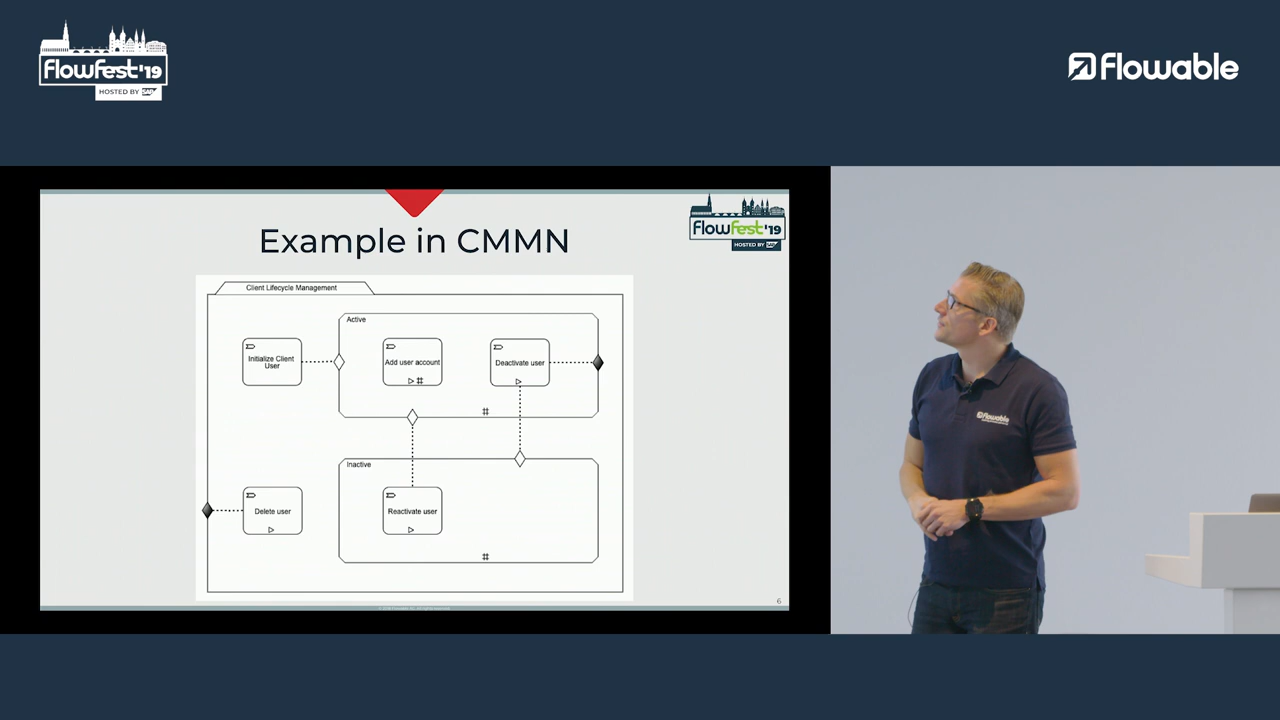 Flowfest'19
HOSTED BY SAP
Flowable
Example in CMMN
Flowfest'19
HOSTED BY SAP
Client Lifecycle Management
Active
Initialize Client
User
Add user account
Deactivate user
Inactive
Delete user
Reactivate user
Flowable
6